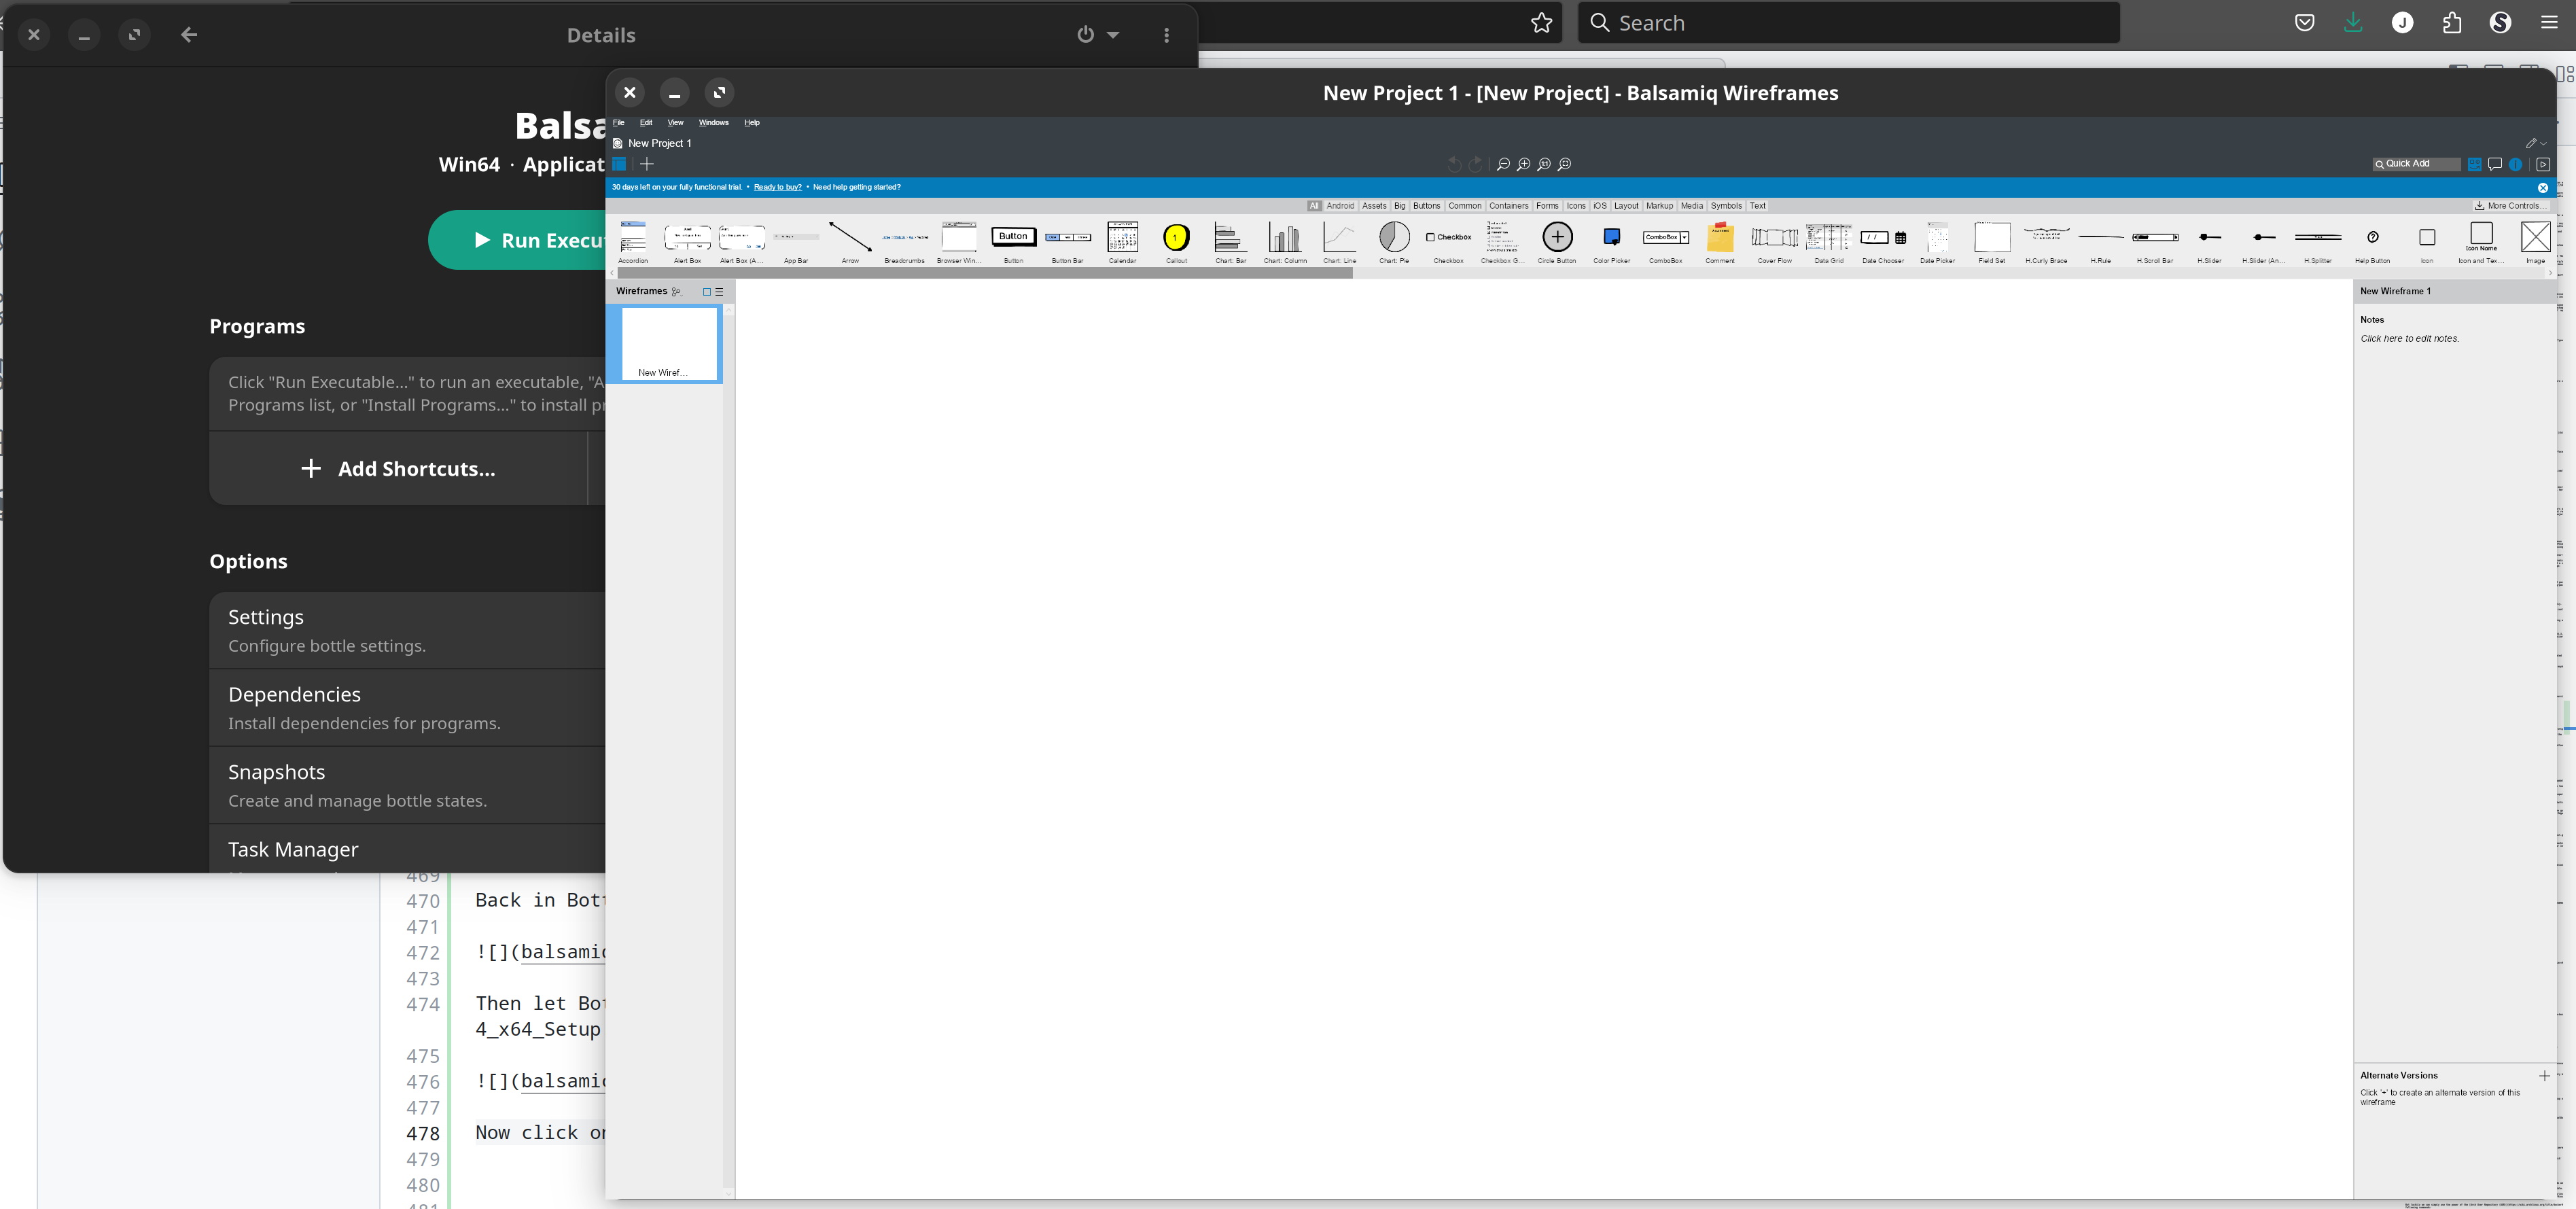 Search
Details
Balsa
Win64 · Applicat
Run Execu
Programs
Click "Run Executable..." to run an executable, "A
Programs list, or "Install Programs..." to install pr
Add Shortcuts...
Options
Settings
Configure bottle settings.
Dependencies
Install dependencies for programs.
Snapshots
Create and manage bottle states.
Task Manager
469
470 Back in Bott
471
472 ![](balsamiq
473
474 Then let Bot
4_x64_Setup
475
476 ![](balsamiq
477
478 Now click on
479
480
481
New Project 1 - [New Project] - Balsamiq Wireframes
File Edit View Windows Help
New Project 1
Quick Add
30 days left on your fully functional trial. • Ready to buy? • Need help getting started?
All Android Assets Big Buttons Common Containers Forms Icons iOS Layout Markup Media Symbols Text
More Controls...
Button
1
Checkbox
ComboBox
/ /
Icon Name
Accordion Alert Box Alert Box (A... App Bar Arrow Breadcrumbs Browser Win... Button Button Bar Calendar Callout Chart: Bar Chart: Column Chart: Line Chart: Pie Checkbox Checkbox G... Circle Button Color Picker ComboBox Comment Cover Flow Data Grid Date Chooser Date Picker Field Set H.Curly Brace H.Rule H.Scroll Bar H.Slider H.Slider (An... H.Splitter Help Button Icon Icon and Tex... Image
Wireframes
New Wiref...
New Wireframe 1
Notes
Click here to edit notes.
Alternate Versions
Click '+' to create an alternate version of this
wireframe